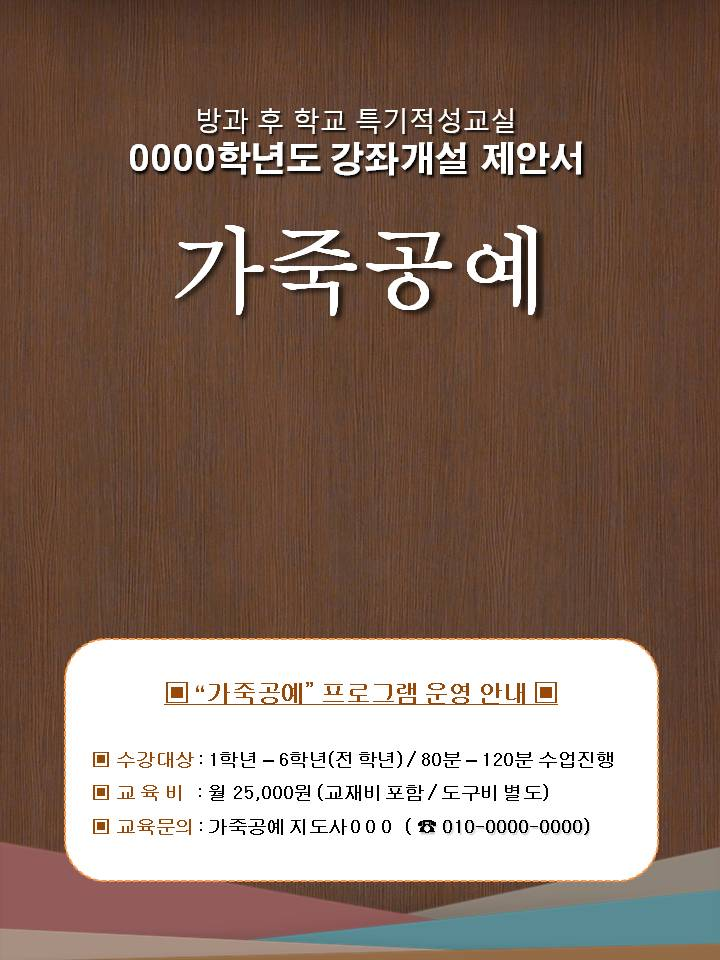 방과 후 학교 특기적성교실
0000학년도 강좌개설 제안서
가죽공예
▣ “가죽공예” 프로그램 운영 안내 ▣
▣ 수강대상 : 1학년 – 6학년(전 학년) / 80분 – 120분 수업진행
▣ 교 육 비 : 월 25,000원 (교재비 포함 / 도구비 별도)
▣ 교육문의 : 가죽공예 지도사 0 0 0 ( ☎ 010-0000-0000)